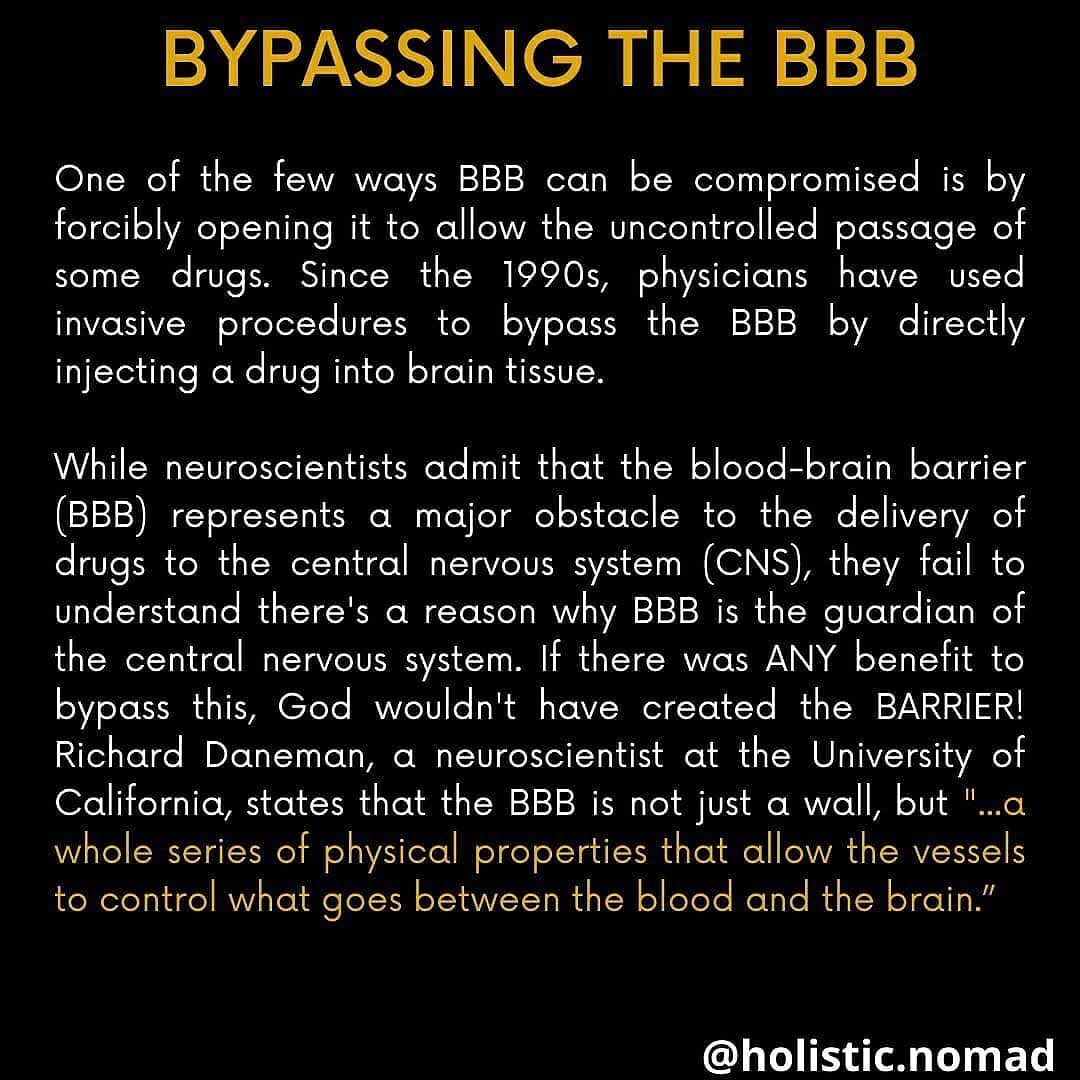 BYPASSING THE BBB
One of the few ways BBB can be compromised is by
forcibly opening it to allow the uncontrolled passage of
some drugs. Since the 1990s, physicians have used
invasive procedures to bypass the BBB by directly
injecting a drug into brain tissue.
While neuroscientists admit that the blood-brain barrier
(BBB) represents a major obstacle to the delivery of
drugs to the central nervous system (CNS), they fail to
understand there's a reason why BBB is the guardian of
the central nervous system. If there was ANY benefit to
bypass this, God wouldn't have created the BARRIER!
Richard Daneman, a neuroscientist at the University of
California, states that the BBB is not just a wall, but "...a
whole series of physical properties that allow the vessels
to control what goes between the blood and the brain.”
@holistic.nomad